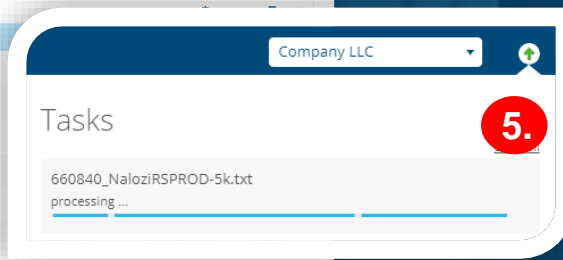 Company LLC
Tasks
5.
660840_NaloziRSPROD-5k.txt
processing ...